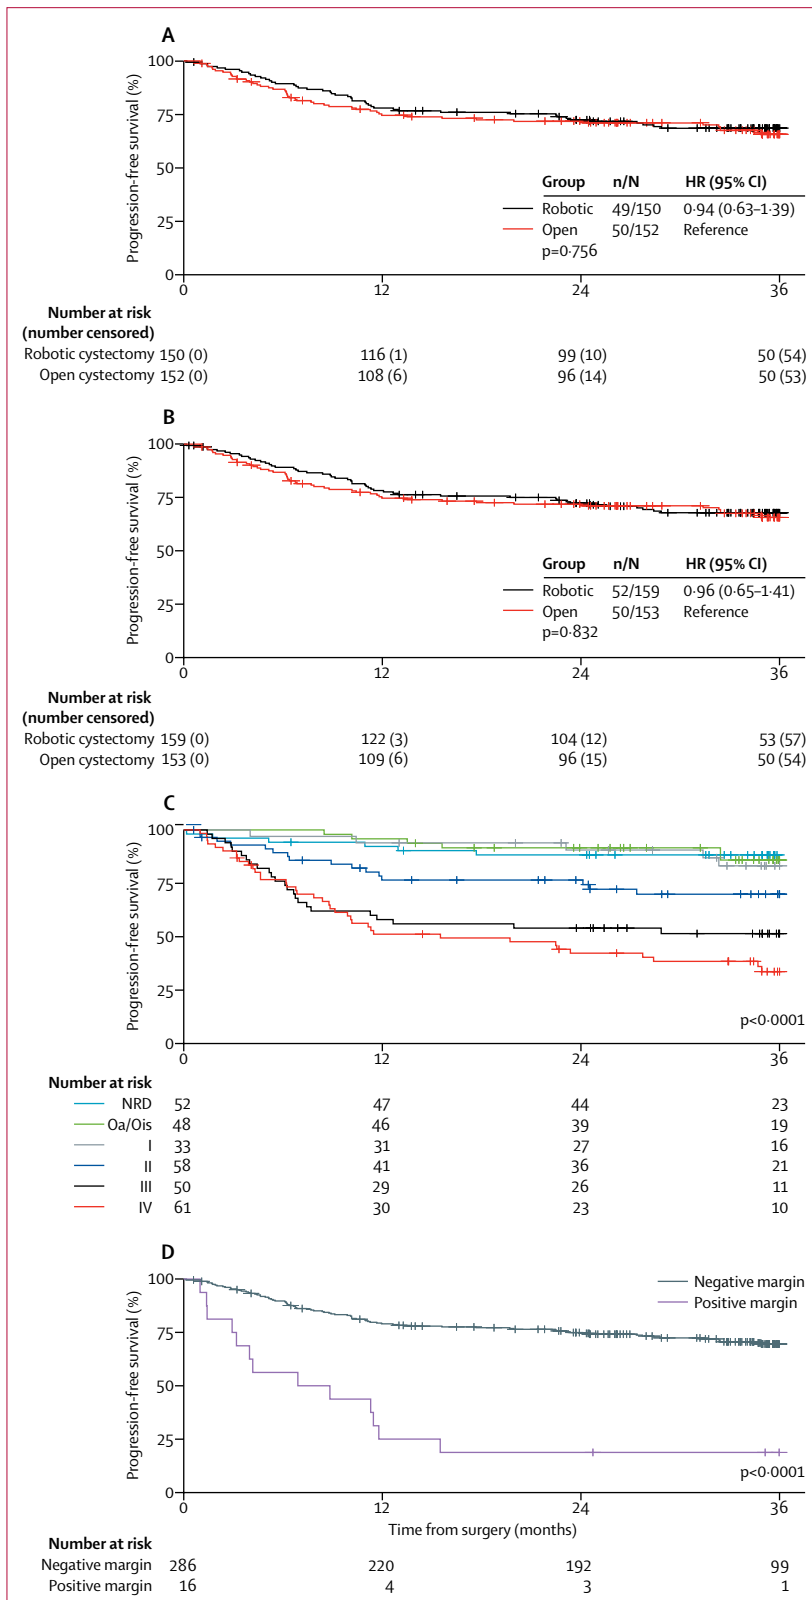 A
Progression-free survival (%)
100
75
50
25
0
0 12 24 36
Group n/N HR (95% CI)
Robotic 49/150 0·94 (0·63–1·39)
Open 50/152 Reference
p=0·756
Number at risk
(number censored)
Robotic cystectomy 150 (0) 116 (1) 99 (10) 50 (54)
Open cystectomy 152 (0) 108 (6) 96 (14) 50 (53)
B
Progression-free survival (%)
100
75
50
25
0
0 12 24 36
Group n/N HR (95% CI)
Robotic 52/159 0·96 (0·65–1·41)
Open 50/153 Reference
p=0·832
Number at risk
(number censored)
Robotic cystectomy 159 (0) 122 (3) 104 (12) 53 (57)
Open cystectomy 153 (0) 109 (6) 96 (15) 50 (54)
C
Progression-free survival (%)
100
75
50
25
0
0 12 24 36
p<0·0001
Number at risk
NRD 52 47 44 23
Oa/Ois 48 46 39 19
I 33 31 27 16
II 58 41 36 21
III 50 29 26 11
IV 61 30 23 10
D
Progression-free survival (%)
100
75
50
25
0
Negative margin
Positive margin
p<0·0001
0 12 24 36
Time from surgery (months)
Number at risk
Negative margin 286 220 192 99
Positive margin 16 4 3 1